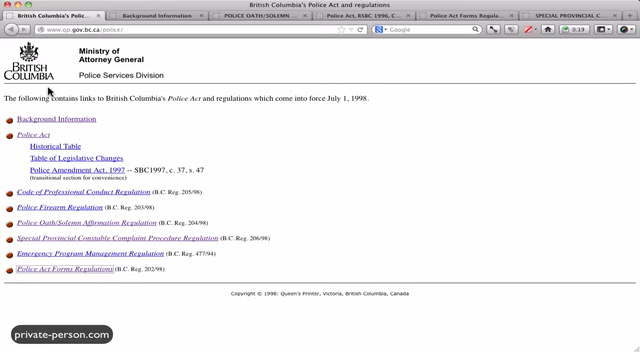 British Columbia's Police Act and regulations
British Columbia's Polic...
Background Information
POLICE OATH/SOLEMN ...
Police Act, RSBC 1996, C...
Police Act Forms Regula...
SPECIAL PROVINCIAL C...
www.qp.gov.bc.ca/police/
Google
0:19
BRITISH
COLUMBIA
Ministry of
Attorney General
Police Services Division
The following contains links to British Columbia's Police Act and regulations which come into force July 1, 1998.
Background Information
Police Act
Historical Table
Table of Legislative Changes
Police Amendment Act, 1997 -- SBC1997, c. 37, s. 47
(transitional section for convenience)
Code of Professional Conduct Regulation (B.C. Reg. 205/98)
Police Firearm Regulation (B.C. Reg. 203/98)
Police Oath/Solemn Affirmation Regulation (B.C. Reg. 204/98)
Special Provincial Constable Complaint Procedure Regulation (B.C. Reg. 206/98)
Emergency Program Management Regulation (B.C. Reg. 477/94)
Police Act Forms Regulations (B.C. Reg. 202/98)
Copyright © 1998: Queen's Printer, Victoria, British Columbia, Canada
private-person.com